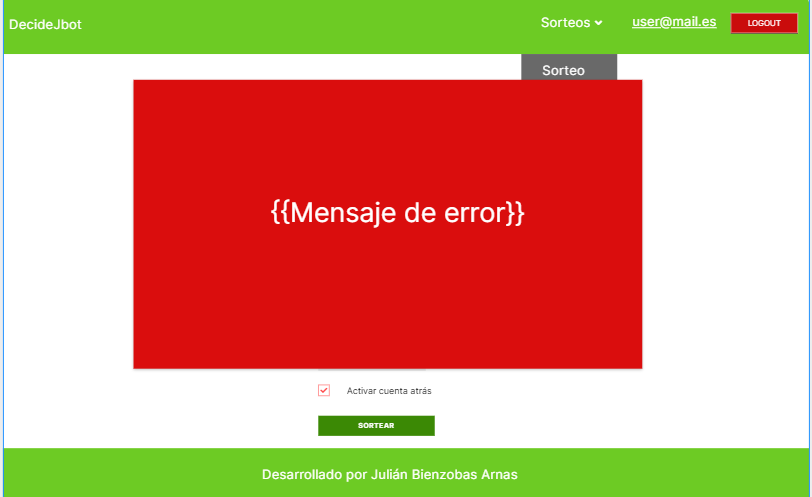 DecideJbot
Sorteos
user@mail.es
LOGOUT
Sorteo
{{Mensaje de error}}
Activar cuenta atrás
SORTEAR
Desarrollado por Julián Bienzobas Arnas